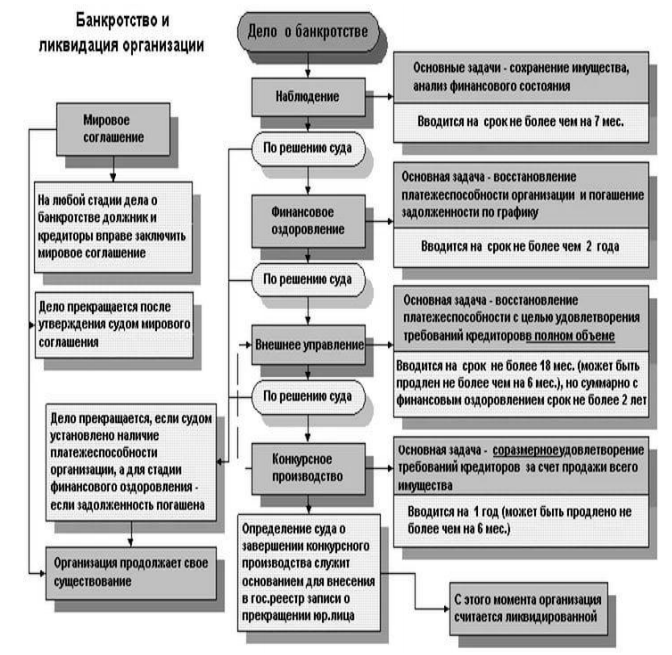 Банкротство и
ликвидация организации
Дело о банкротстве
Наблюдение
Основные задачи - сохранение имущества,
анализ финансового состояния
Вводится на срок не более чем на 7 мес.
Мировое
соглашение
По решению суда
На любой стадии дела о
банкротстве должник и
кредиторы вправе заключить
мировое соглашение
Финансовое
оздоровление
Основная задача - восстановление
платежеспособности организации и погашение
задолженности по графику
Вводится на срок не более чем 2 года
По решению суда
Дело прекращается после
утверждения судом мирового
соглашения
Внешнее управление
Основная задача - восстановление
платежеспособности с целью удовлетворения
требований кредиторовв полном объеме
Вводится на срок не более 18 мес. (может быть
продлен не более чем на 6 мес.), но суммарно с
финансовым оздоровлением срок не более 2 лет
По решению суда
Дело прекращается, если судом
установлено наличие
платежеспособности
организации, а для стадии
финансового оздоровления -
если задолженность погашена
Конкурсное
производство
Основная задача - соразмерноеудовлетворение
требований кредиторов за счет продажи всего
имущества
Вводится на 1 год (может быть продлено не
более чем на 6 мес.)
Организация продолжает свое
существование
Определение суда о
завершении конкурсного
производства служит
основанием для внесения
в гос.реестр записи о
прекращении юр.лица
С этого момента организация
считается ликвидированной